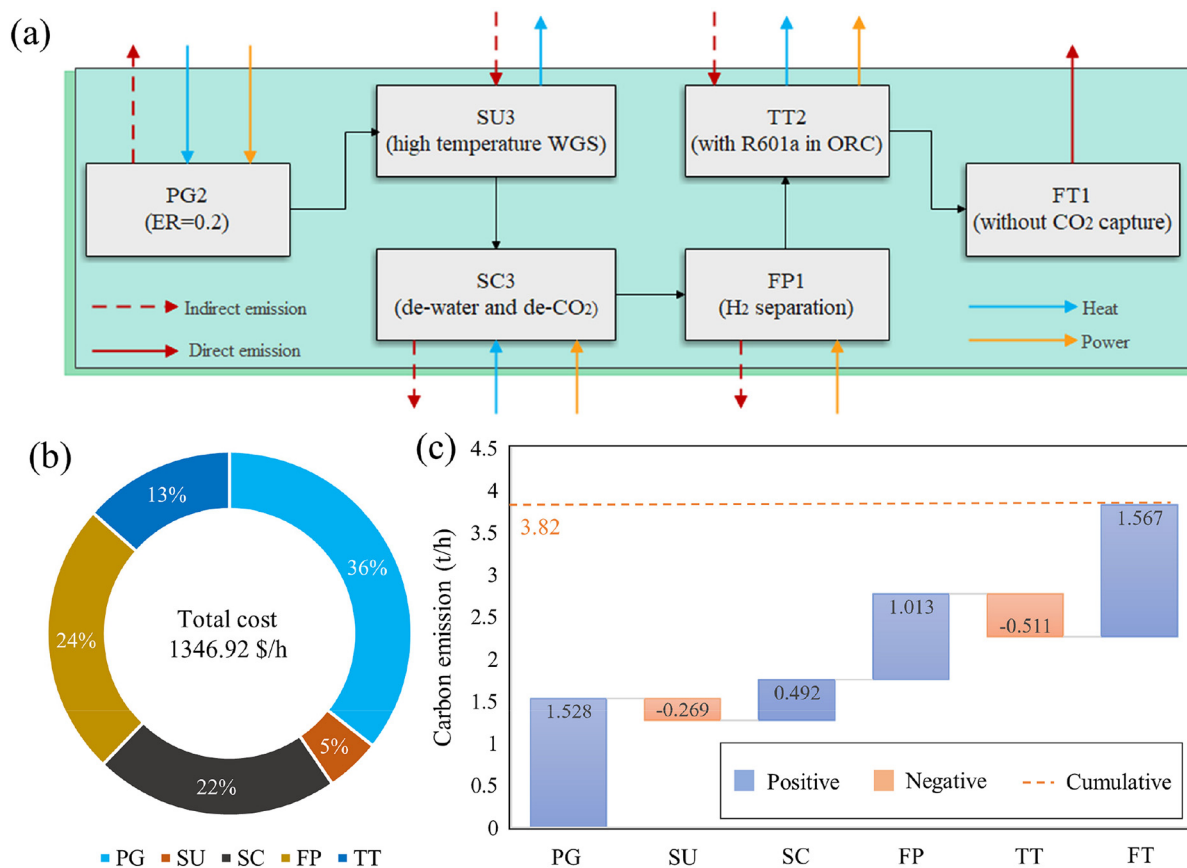 (a)
SU3
(high temperature WGS)
TT2
(with R601a in ORC)
PG2
(ER=0.2)
FT1
(without CO2 capture)
SC3
(de-water and de-CO2)
FP1
(H2 separation)
Indirect emission
Direct emission
Heat
Power
(b)
13%
36%
24%
5%
22%
Total cost
1346.92 $/h
PG SU SC FP TT
(c)
Carbon emission (t/h)
4.5
4
3.5
3
2.5
2
1.5
1
0.5
0
3.82
1.528
-0.269
0.492
1.013
-0.511
1.567
Positive Negative Cumulative
PG SU SC FP TT FT